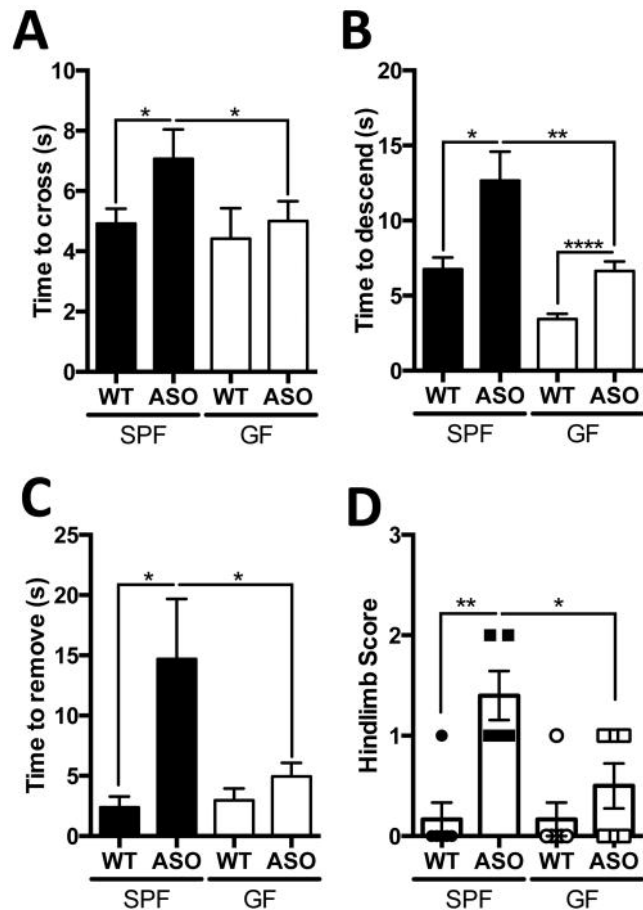 A
Time to cross (s)
10
8
6
4
2
0
* *
WT ASO WT ASO
SPF GF
B
Time to descend (s)
20
15
10
5
0
* **
****
WT ASO WT ASO
SPF GF
C
Time to remove (s)
25
20
15
10
5
0
* *
WT ASO WT ASO
SPF GF
D
Hindlimb Score
3
2
1
0
** *
WT ASO WT ASO
SPF GF